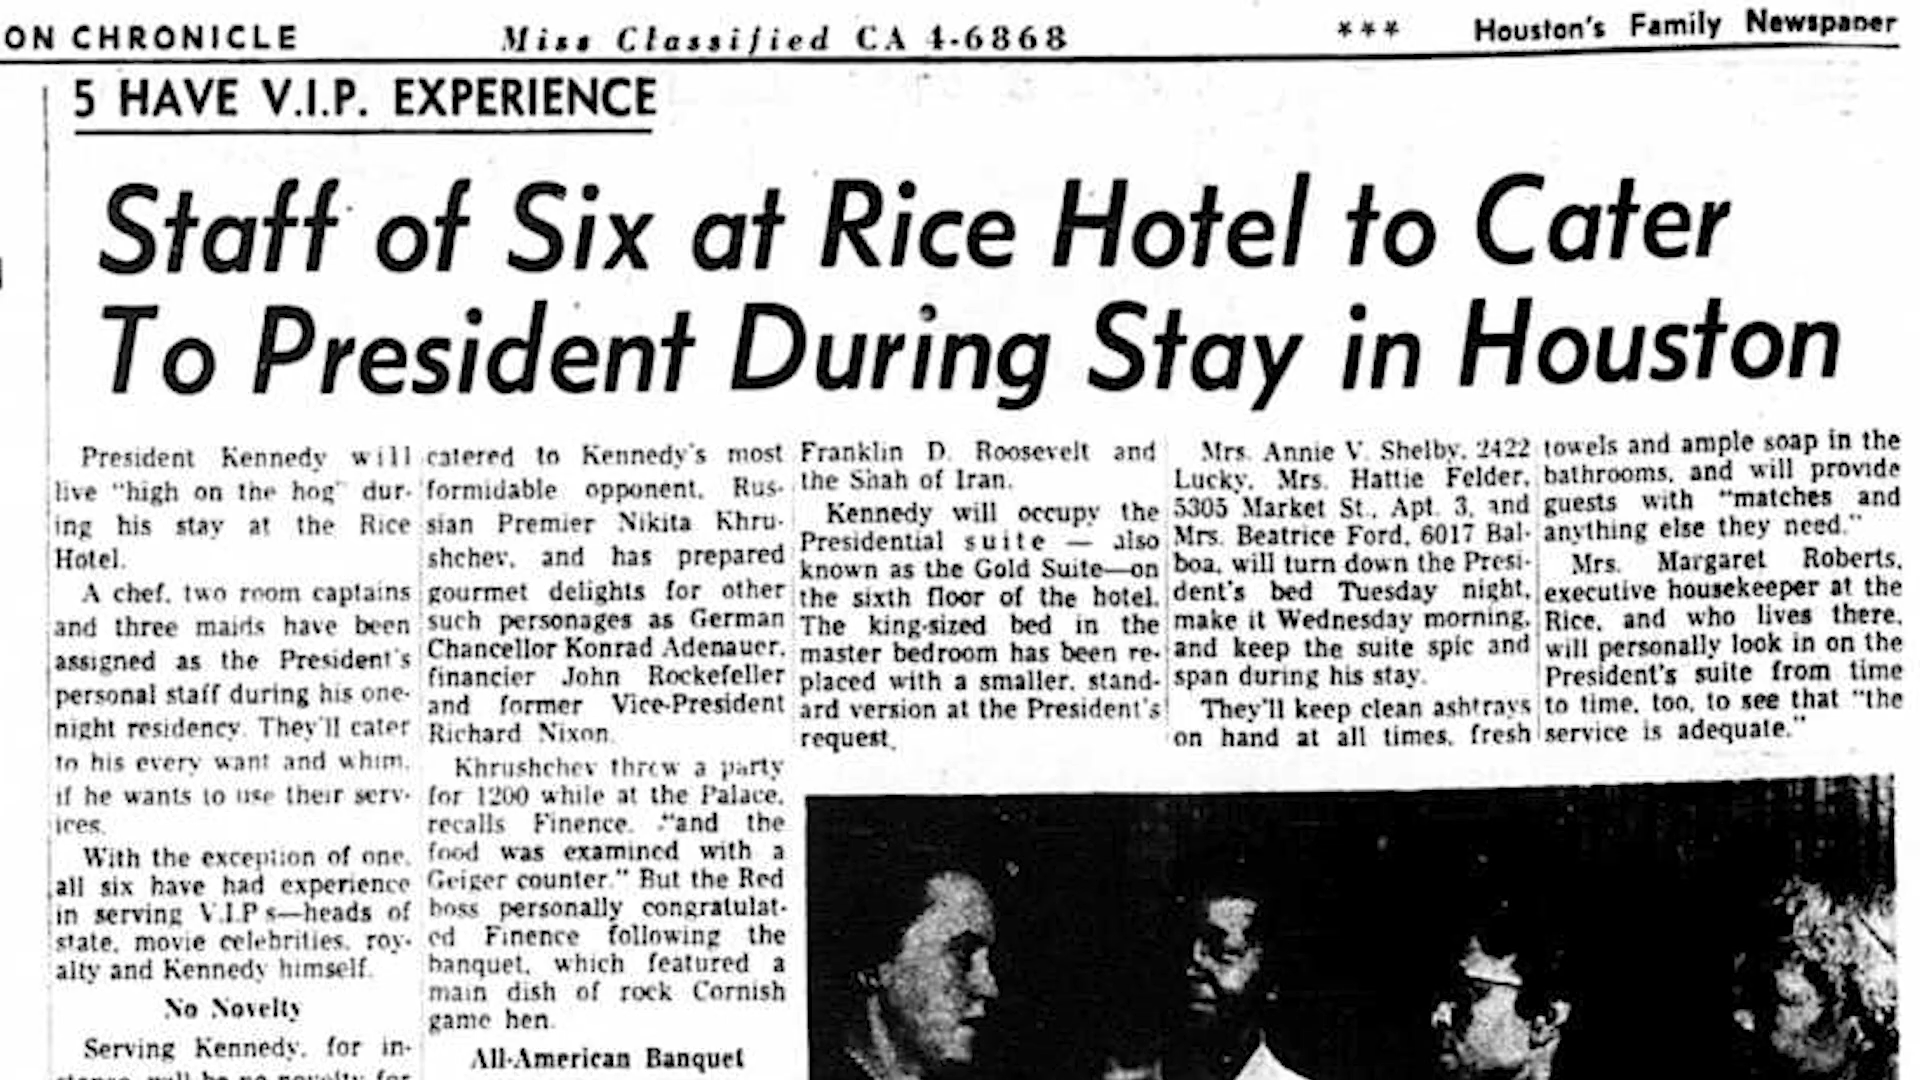 ON CHRONICLE
Miss Classified CA 4-6868
*** Houston's Family Newspaper
5 HAVE V.I.P. EXPERIENCE
Staff of Six at Rice Hotel to Cater
To President During Stay in Houston
President Kennedy will
live "high on the hog" dur-
ing his stay at the Rice
Hotel.
A chef, two room captains
and three maids have been
assigned as the President's
personal staff during his one-
night residency. They'll cater
to his every want and whim,
if he wants to use their serv-
ices.
With the exception of one,
all six have had experience
in serving V.I.P s—heads of
state, movie celebrities, roy-
alty and Kennedy himself.
No Novelty
Serving Kennedy, for in-
stance, will be no novelty for
catered to Kennedy's most
formidable opponent, Rus-
sian Premier Nikita Khru-
shchev, and has prepared
gourmet delights for other
such personages as German
Chancellor Konrad Adenauer,
financier John Rockefeller
and former Vice-President
Richard Nixon.
Khrushchev threw a party
for 1200 while at the Palace,
recalls Finence, "and the
food was examined with a
Geiger counter." But the Red
boss personally congratulat-
ed Finence following the
banquet, which featured a
main dish of rock Cornish
game hen.
All-American Banquet
Franklin D. Roosevelt and
the Shah of Iran.
Kennedy will occupy the
Presidential suite — also
known as the Gold Suite—on
the sixth floor of the hotel.
The king-sized bed in the
master bedroom has been re-
placed with a smaller, stand-
ard version at the President's
request.
Mrs. Annie V. Shelby, 2422
Lucky, Mrs. Hattie Felder,
5305 Market St., Apt. 3, and
Mrs. Beatrice Ford, 6017 Bal-
boa, will turn down the Presi-
dent's bed Tuesday night,
make it Wednesday morning,
and keep the suite spic and
span during his stay.
They'll keep clean ashtrays
on hand at all times, fresh
towels and ample soap in the
bathrooms, and will provide
guests with "matches and
anything else they need."
Mrs. Margaret Roberts,
executive housekeeper at the
Rice, and who lives there,
will personally look in on the
President's suite from time
to time, too, to see that "the
service is adequate."